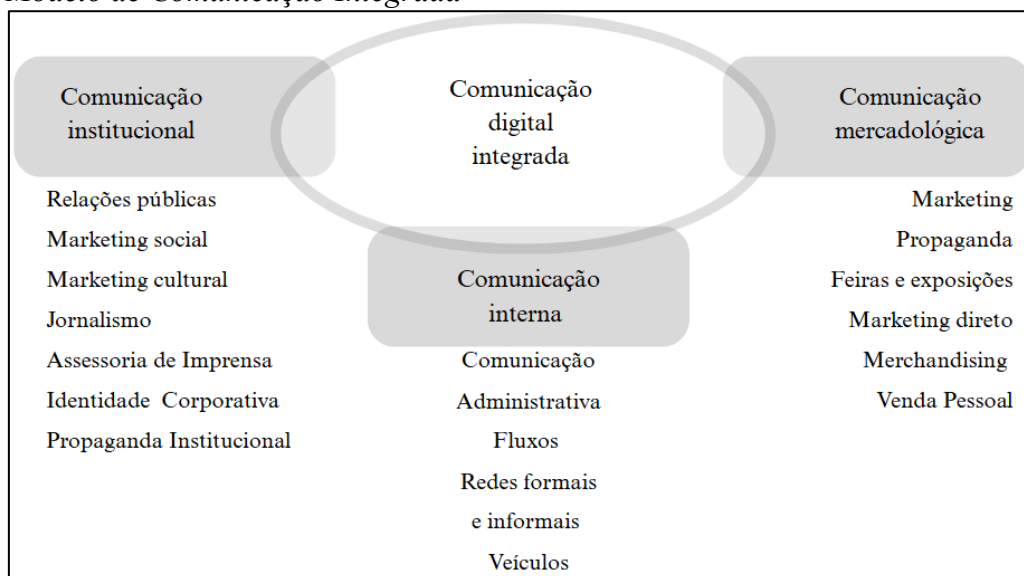 Modelo de Comunicação Integrada
Comunicação
institucional
Relações públicas
Marketing social
Marketing cultural
Jornalismo
Assessoria de Imprensa
Identidade Corporativa
Propaganda Institucional
Comunicação
digital
integrada
Comunicação
interna
Comunicação
Administrativa
Fluxos
Redes formais
e informais
Veículos
Comunicação
mercadológica
Marketing
Propaganda
Feiras e exposições
Marketing direto
Merchandising
Venda Pessoal